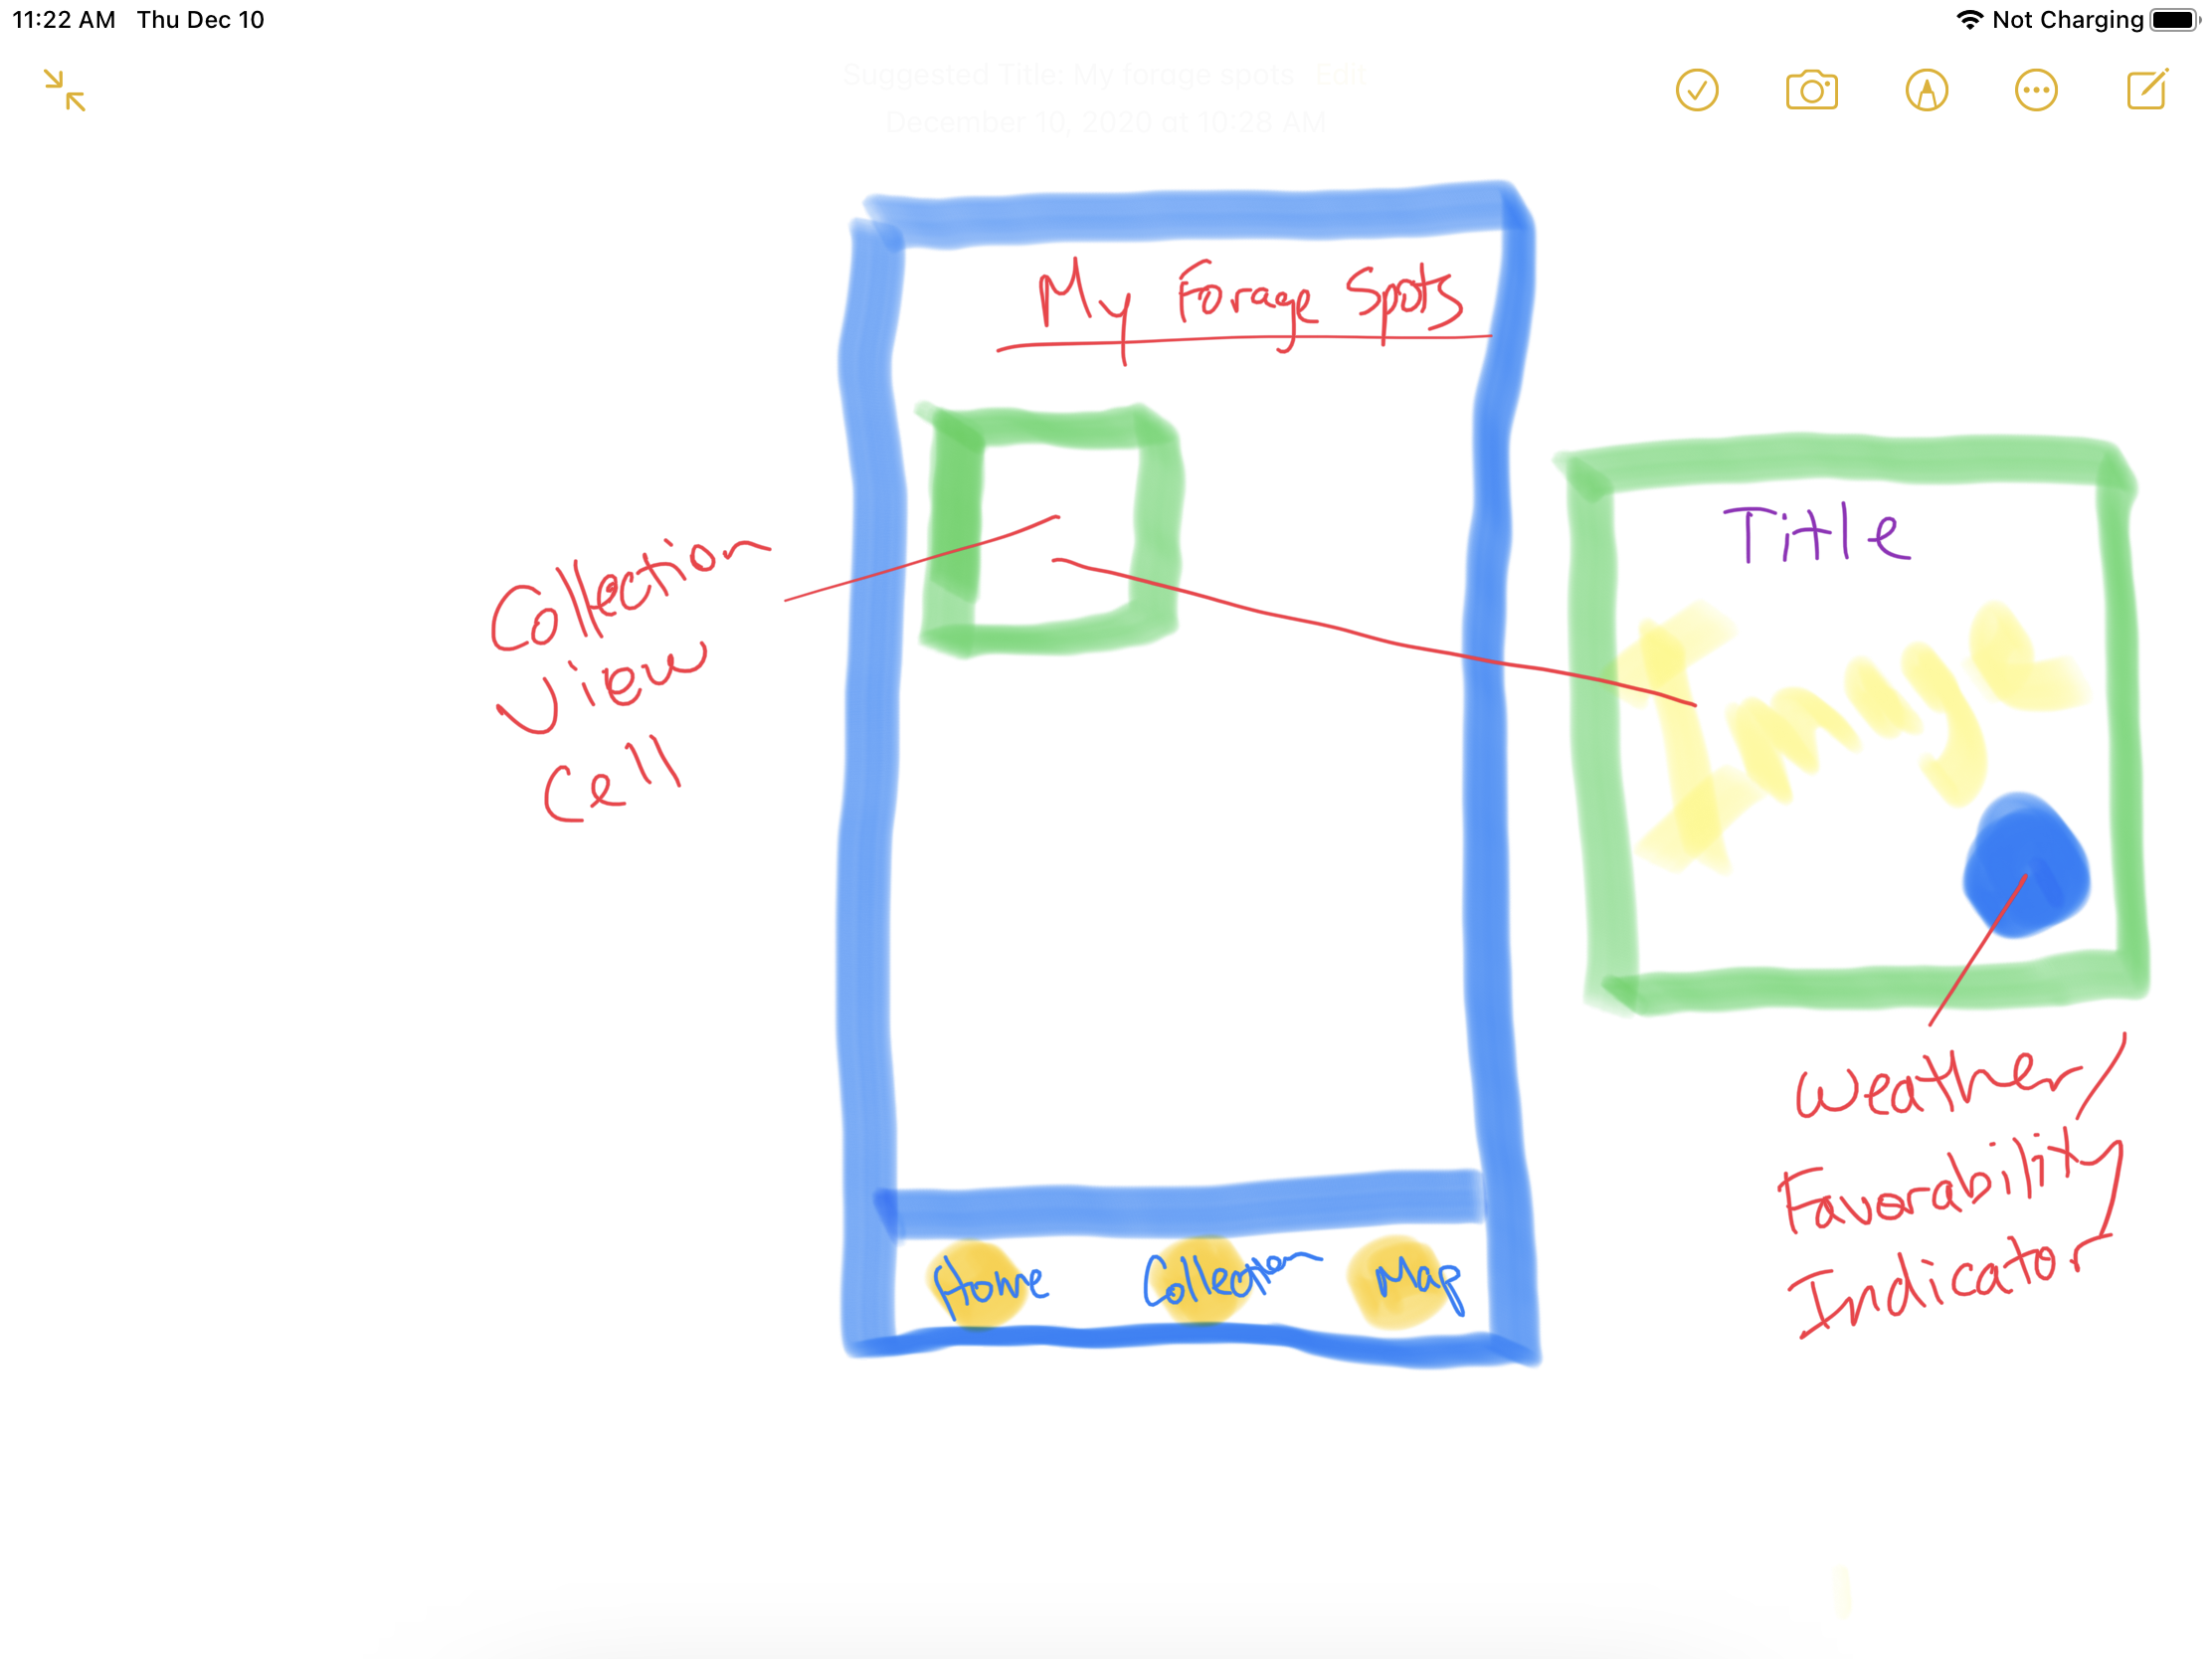 11:22 AM Thu Dec 10
Not Charging
Suggested Title: My forage spots Edit
December 10, 2020 at 10:28 AM
My Forage Spots
Collection
View
Cell
Title
Image
Weather/
Favorability
Indicator
Home Collection Map